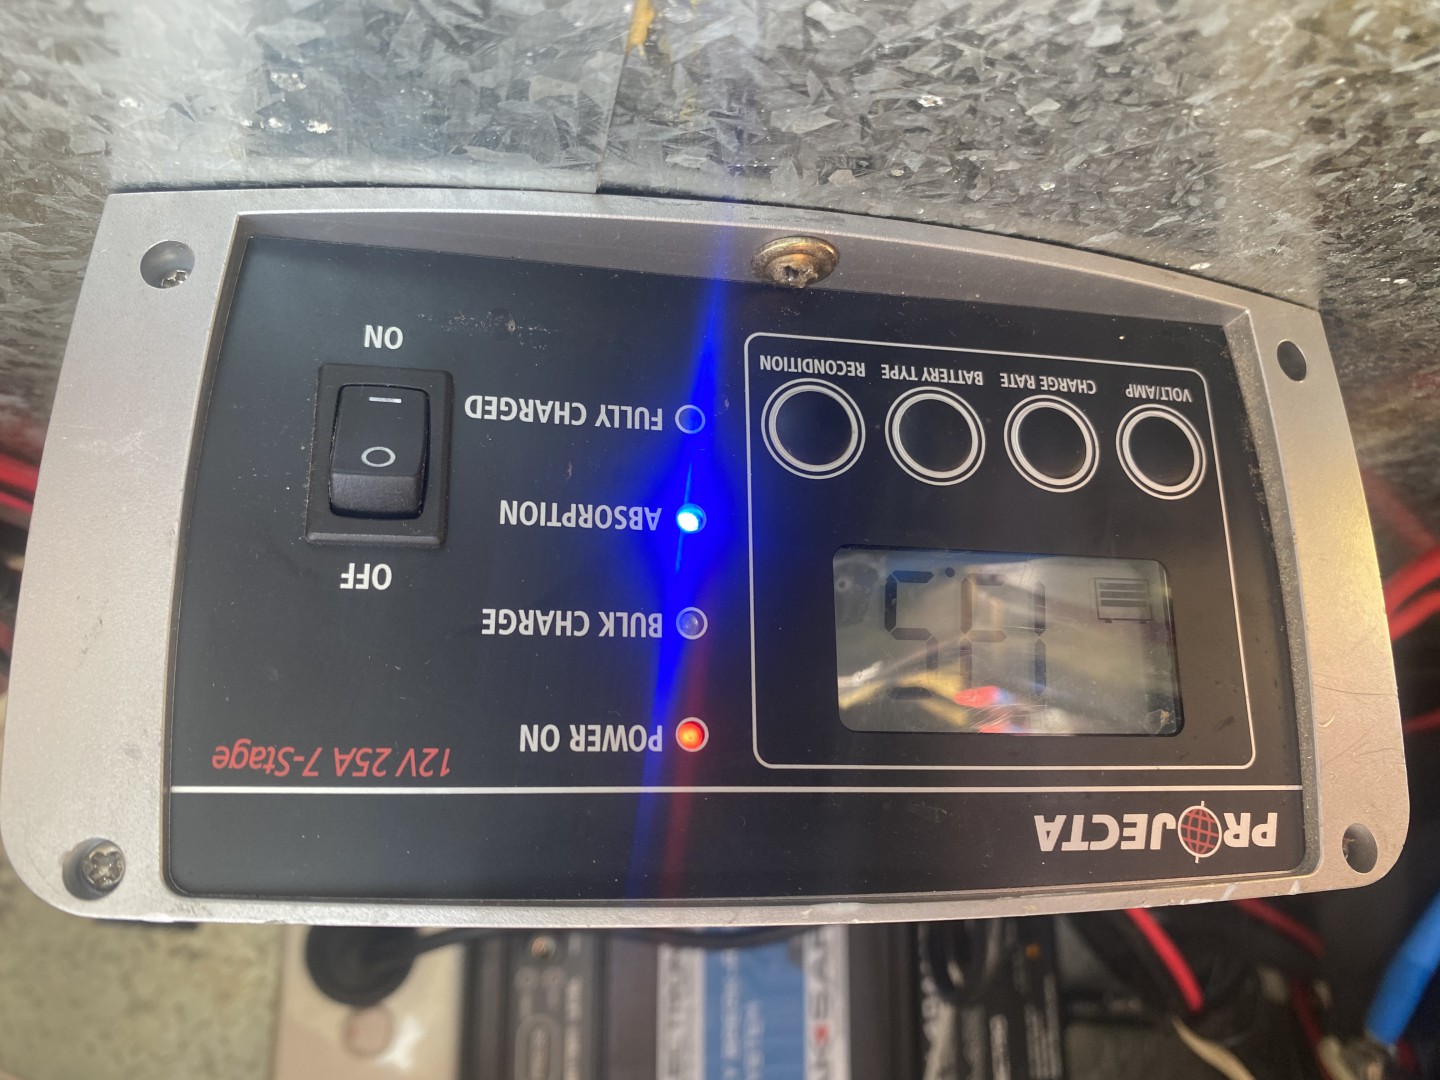 PROJECTA
12V 25A 7-Stage
VOLT/AMP
CHARGE RATE
BATTERY TYPE
RECONDITION
POWER ON
BULK CHARGE
ABSORPTION
FULLY CHARGED
OFF
ON